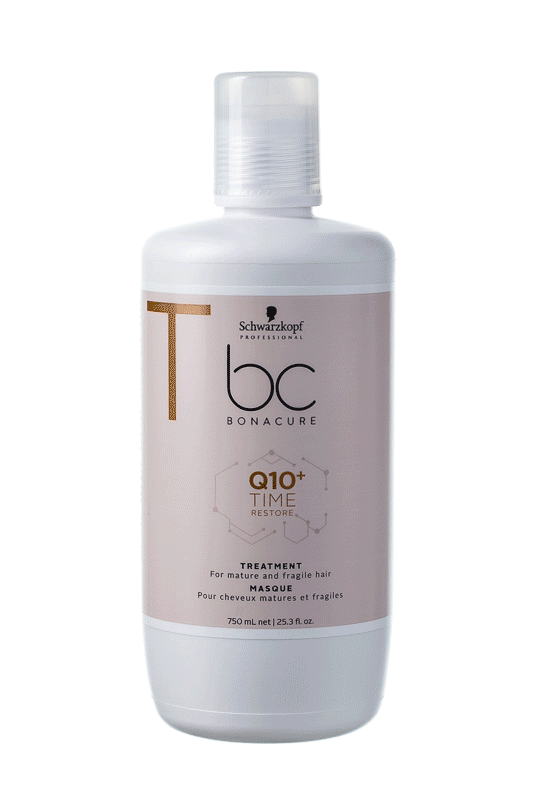 T
Schwarzkopf
PROFESSIONAL
bc
BONACURE
Q10+
TIME
RESTORE
TREATMENT
For mature and fragile hair
MASQUE
Pour cheveux matures et fragiles
750 mL net | 25.3 fl. oz.